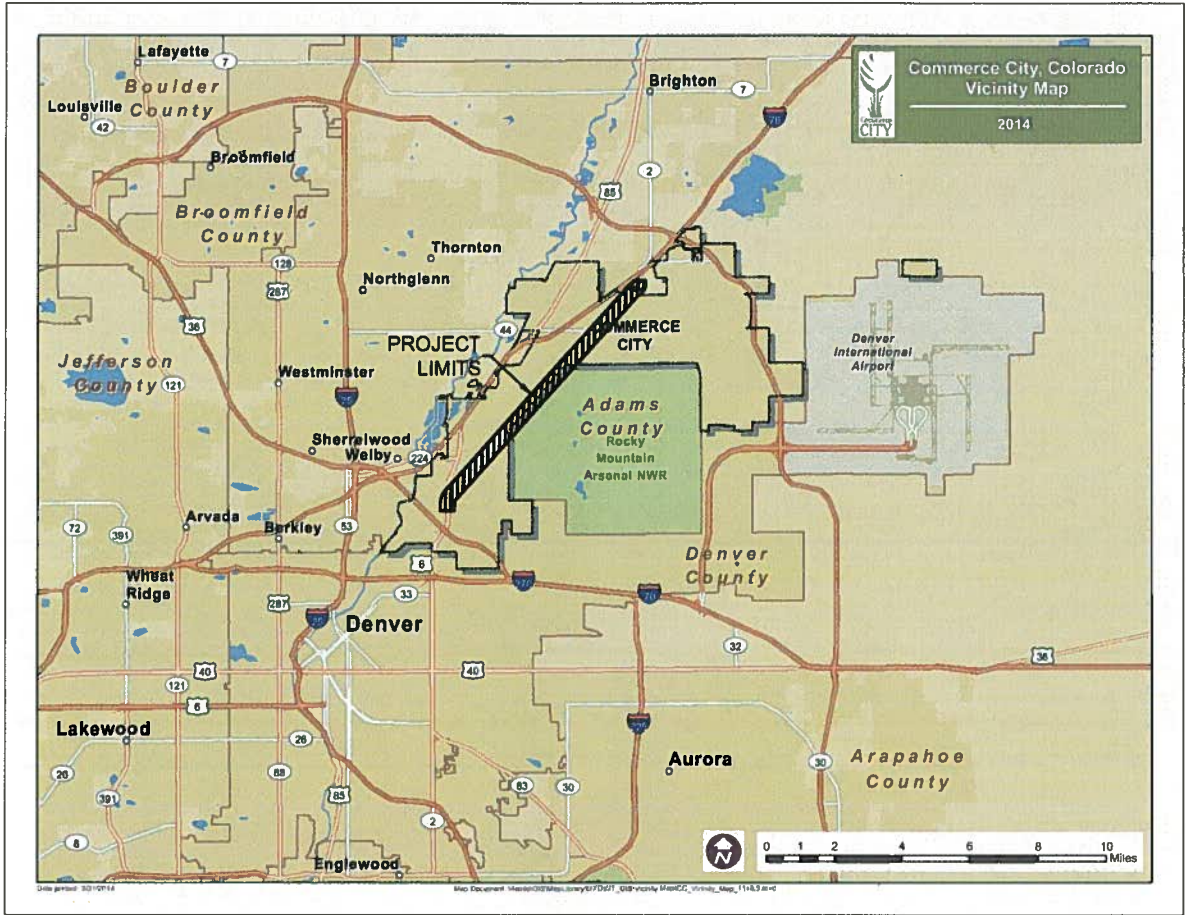 Commerce City, Colorado
Vicinity Map
2014
CITY
Lafayette
7
Boulder
County
Louisville
42
Brighton
7
76
Broomfield
2
85
Broomfield
County
Thornton
128
287
Northglenn
36
44
COMMERCE
CITY
PROJECT
LIMITS
Denver
International
Airport
Jefferson
County
121
Westminster
Adams
County
Rocky
Mountain
Arsenal NWR
Sherrelwood
Welby
224
Arvada
72
391
Berkley
53
6
Denver
County
Wheat
Ridge
270
70
287
33
25
Denver
32
36
40
40
121
6
Lakewood
26
225
Aurora
Arapahoe
County
26
88
30
391
85
83
30
2
8
Englewood
N
0 1 2 4 6 8 10
Miles